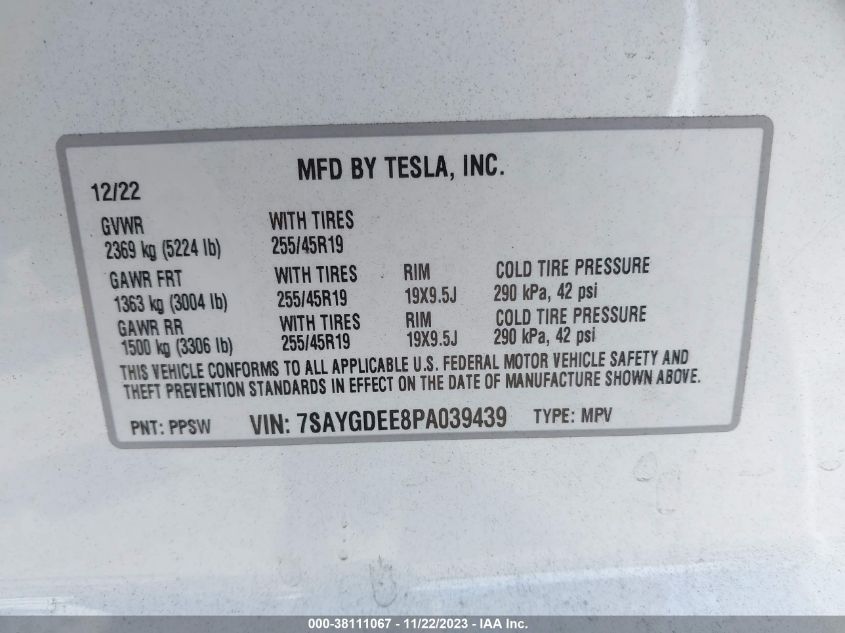 MFD BY TESLA, INC.
12/22
GVWR WITH TIRES
2369 kg (5224 lb) 255/45R19
GAWR FRT WITH TIRES RIM COLD TIRE PRESSURE
1363 kg (3004 lb) 255/45R19 19X9.5J 290 kPa, 42 psi
GAWR RR WITH TIRES RIM COLD TIRE PRESSURE
1500 kg (3306 lb) 255/45R19 19X9.5J 290 kPa, 42 psi
THIS VEHICLE CONFORMS TO ALL APPLICABLE U.S. FEDERAL MOTOR VEHICLE SAFETY AND
THEFT PREVENTION STANDARDS IN EFFECT ON THE DATE OF MANUFACTURE SHOWN ABOVE.
PNT: PPSW VIN: 7SAYGDEE8PA039439 TYPE: MPV
000-38111067 - 11/22/2023 - IAA Inc.